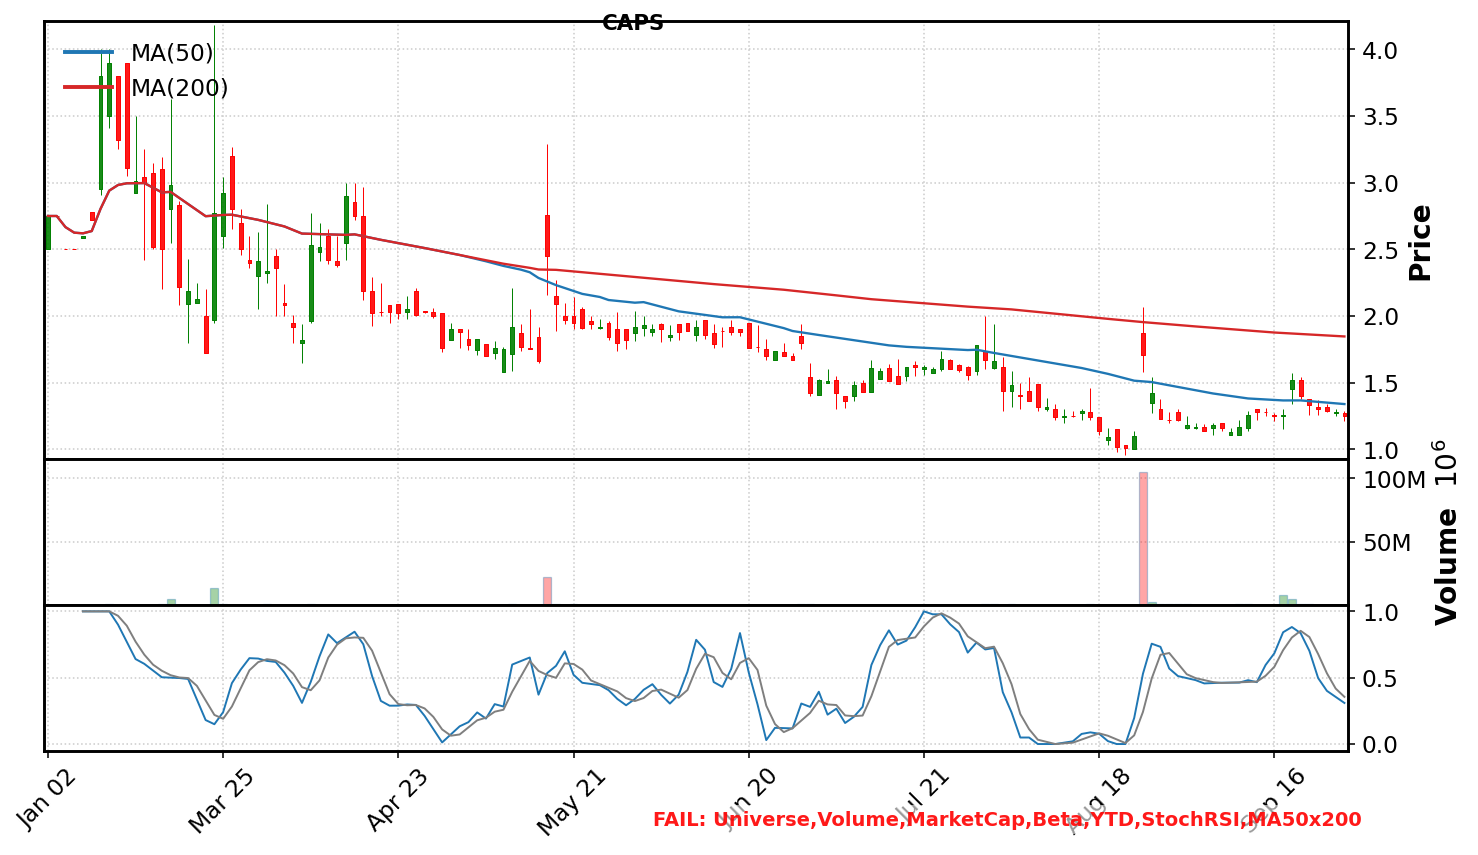 CAPS
MA(50)
MA(200)
4.0
3.5
3.0
2.5
2.0
1.5
1.0
Price
100M
50M
Volume 10⁶
1.0
0.5
0.0
Jan 02
Mar 25
Apr 23
May 21
Jun 20
Jul 21
Aug 18
Sep 16
FAIL: Universe,Volume,MarketCap,Beta,YTD,StochRSI,MA50x200